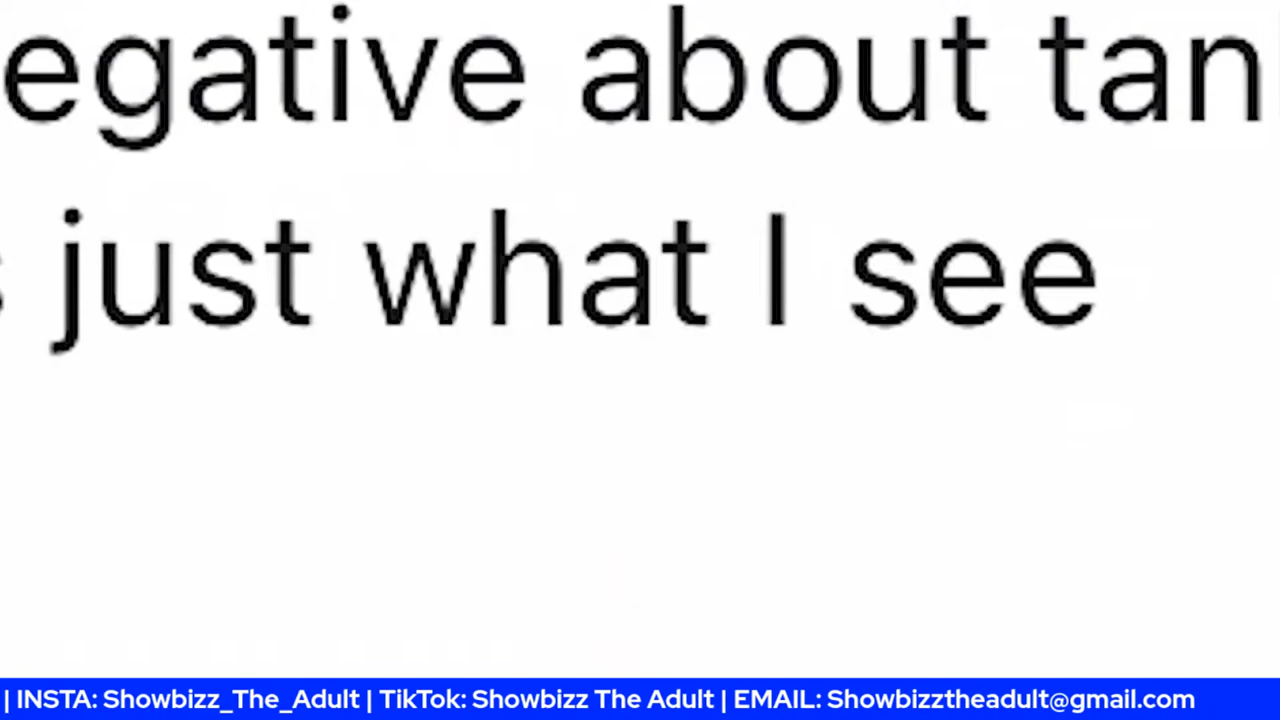 egative about tan
just what I see
| INSTA: Showbizz_The_Adult | TikTok: Showbizz The Adult | EMAIL: Showbizztheadult@gmail.com